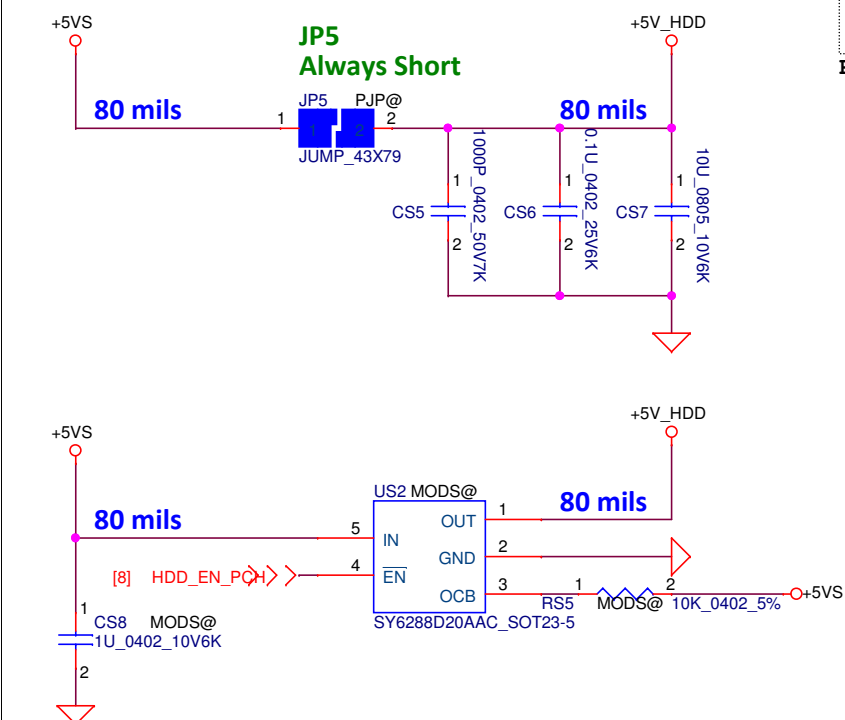 +5VS
+5V_HDD
JP5
Always Short
80 mils
JP5 PJP@
80 mils
1 1 2 2
JUMP_43X79
1000P_0402_50V7K
0.1U_0402_25V6K
10U_0805_10V6K
1 1 1
CS5 CS6 CS7
2 2 2
+5VS
+5V_HDD
US2 MODS@
80 mils
80 mils
5 IN OUT 1
GND 2
[8] HDD_EN_PCH 4 EN
OCB 3 1 2 +5VS
RS5 MODS@ 10K_0402_5%
SY6288D20AAC_SOT23-5
1
CS8 MODS@
1U_0402_10V6K
2